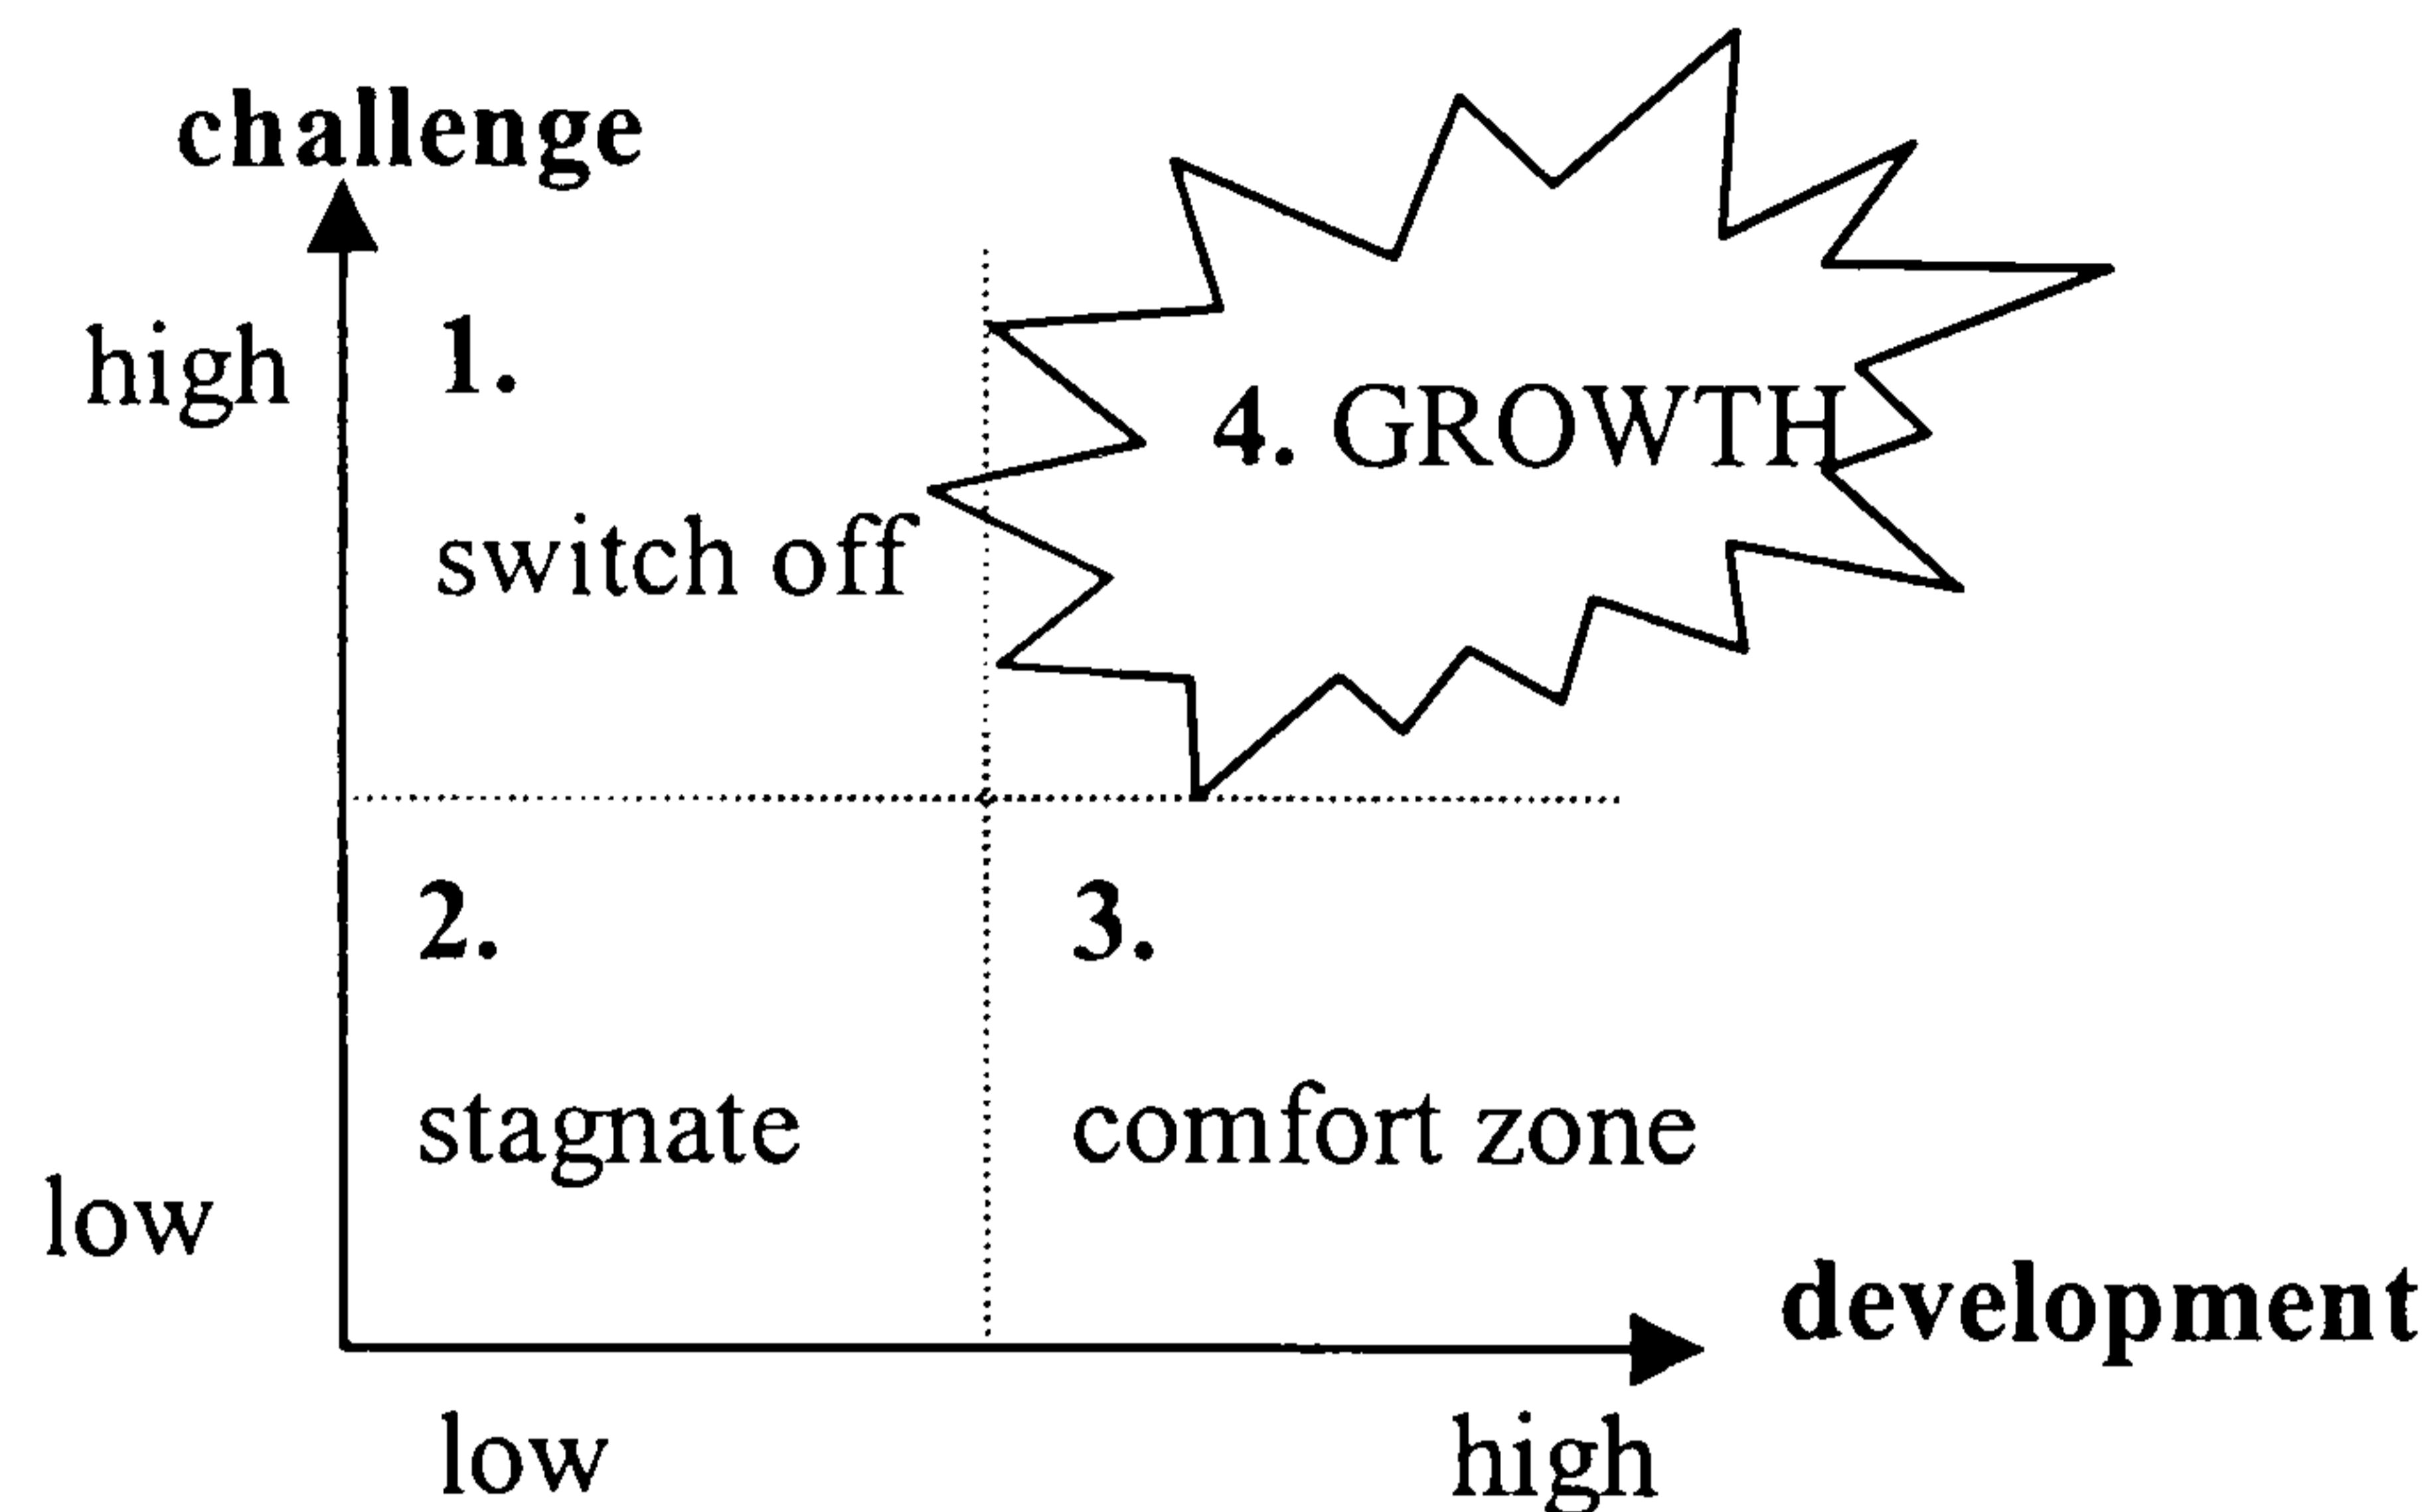 challenge
high
1.
4. GROWTH
switch off
2.
3.
stagnate
comfort zone
low
development
low
high